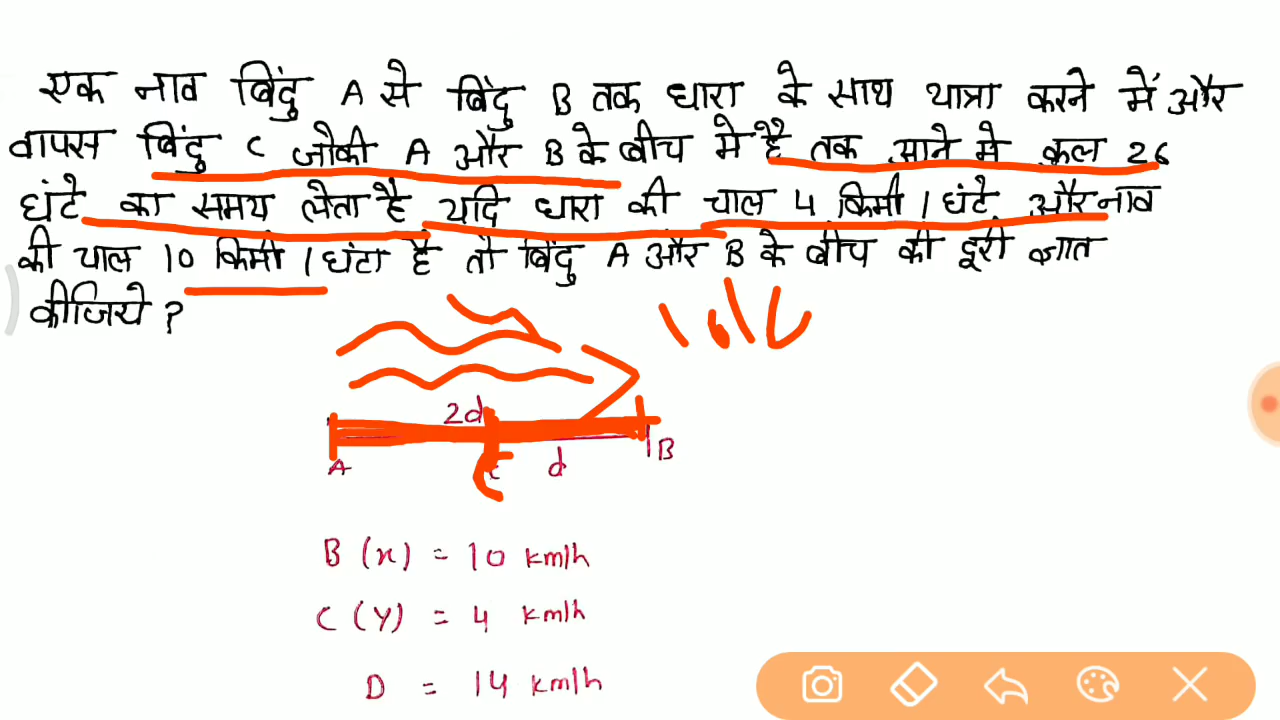 एक नाव बिंदु A से बिंदु B तक धारा के साथ यात्रा करने में और
वापस बिंदु C जोकी A और B के बीच मे है तक आने मे कुल 26
घंटे का समय लेता है यदि धारा की चाल 4 किमी / घंटे और नाव
की चाल 10 किमी / घंटा है तो बिंदु A और B के बीच की दूरी ज्ञात
कीजिये ?
2d
A C d B
B (x) = 10 km/h
C (y) = 4 km/h
D = 14 km/h